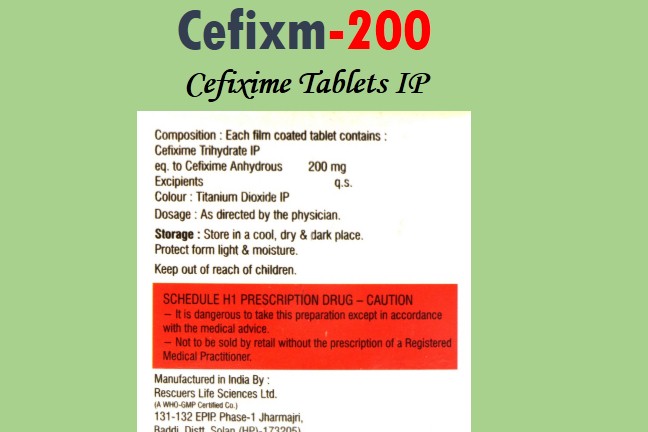 Cefixm-200
Cefixime Tablets IP
Composition : Each film coated tablet contains :
Cefixime Trihydrate IP
eq. to Cefixime Anhydrous 200 mg
Excipients q.s.
Colour : Titanium Dioxide IP
Dosage : As directed by the physician.
Storage : Store in a cool, dry & dark place.
Protect form light & moisture.
Keep out of reach of children.
SCHEDULE H1 PRESCRIPTION DRUG – CAUTION
– It is dangerous to take this preparation except in accordance
with the medical advice.
– Not to be sold by retail without the prescription of a Registered
Medical Practitioner.
Manufactured in India By :
Rescuers Life Sciences Ltd.
(A WHO-GMP Certified Co.)
131-132 EPIP, Phase-1 Jharmajri,
Baddi, Distt. Solan (HP)-173205)